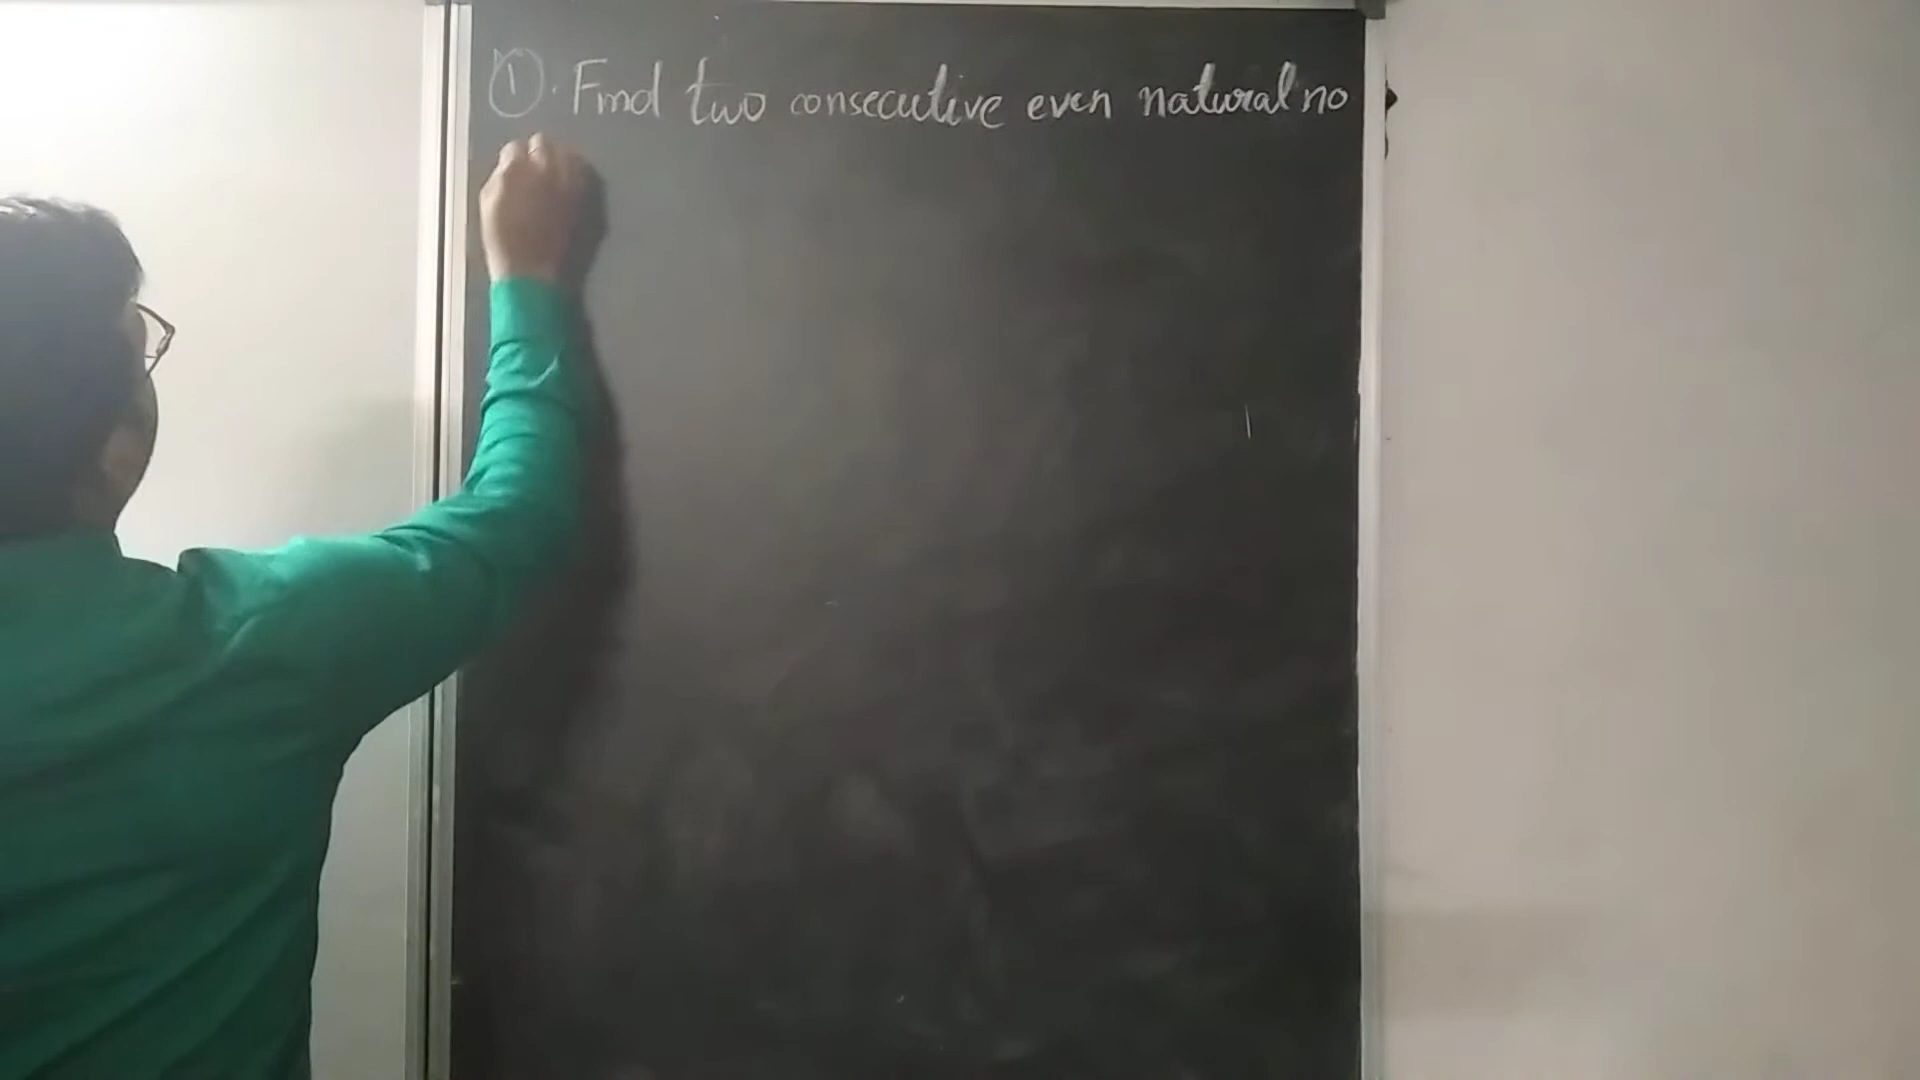 ① . Find two consecutive even natural no